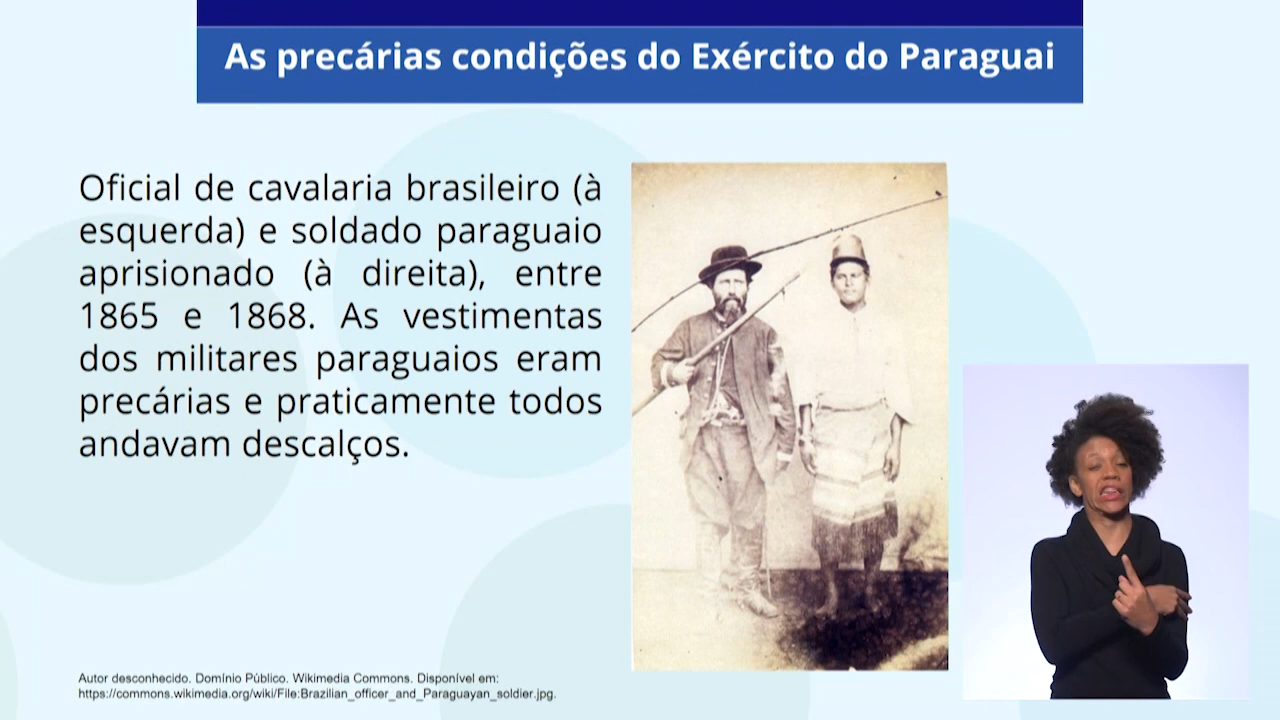 As precárias condições do Exército do Paraguai
Oficial de cavalaria brasileiro (à
esquerda) e soldado paraguaio
aprisionado (à direita), entre
1865 e 1868. As vestimentas
dos militares paraguaios eram
precárias e praticamente todos
andavam descalços.
Autor desconhecido. Domínio Público. Wikimedia Commons. Disponível em:
https://commons.wikimedia.org/wiki/File:Brazilian_officer_and_Paraguayan_soldier.jpg.